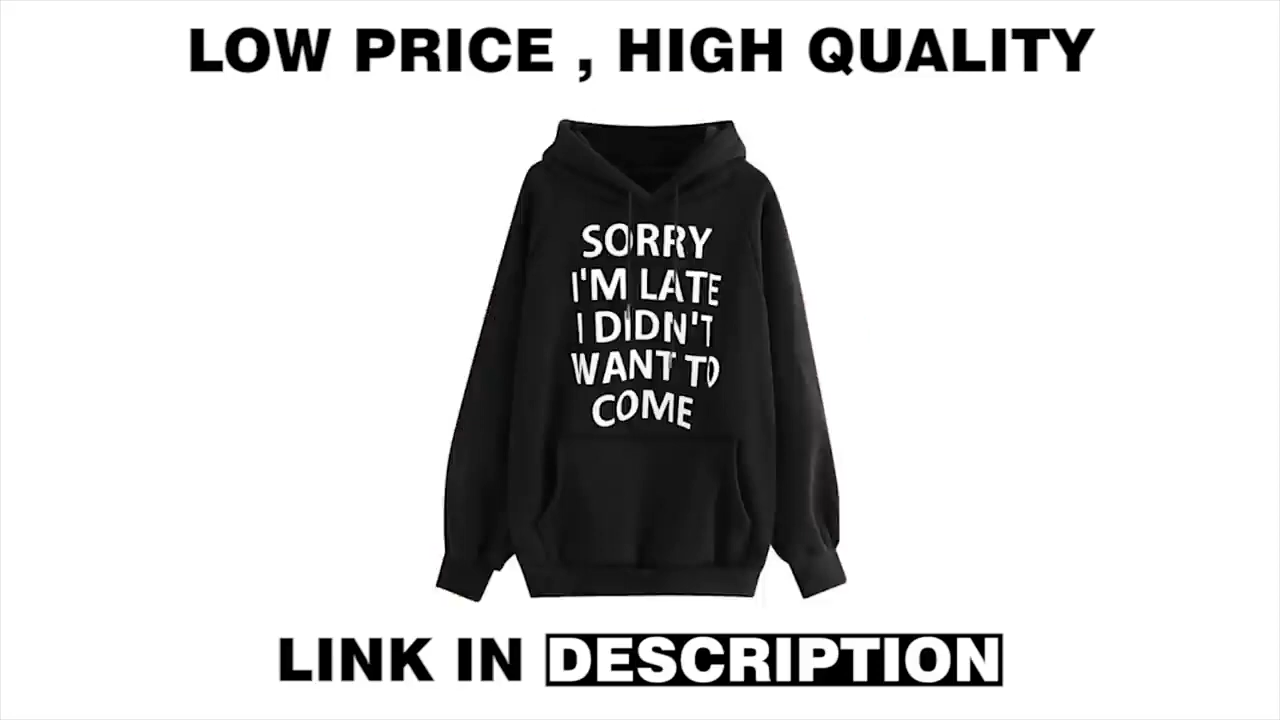 LOW PRICE , HIGH QUALITY
SORRY
I'M LATE
I DIDN'T
WANT TO
COME
LINK IN DESCRIPTION